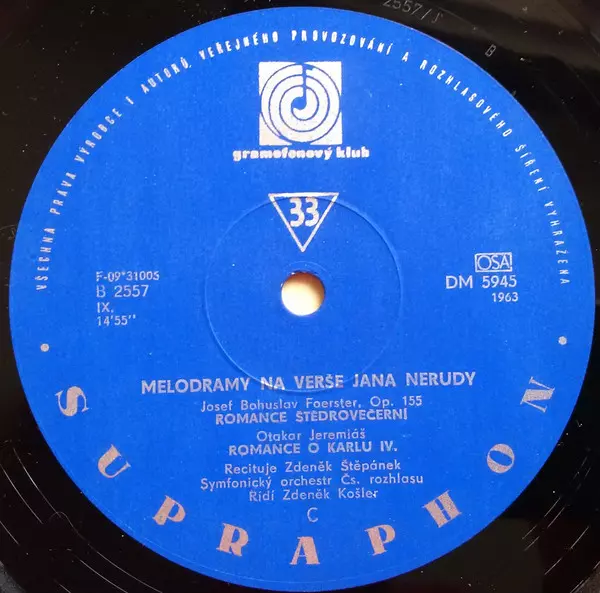 2557/1
B
VŠECHNA PRÁVA VÝROBCE I AUTORŮ, VEŘEJNÉHO PROVOZOVÁNÍ A ROZHLASOVÉHO ŠÍŘENÍ VYHRAŽENA
gramofonový klub
33
F-09*31005
B 2557
IX.
14'55"
OSA
DM 5945
1963
MELODRAMY NA VERŠE JANA NERUDY
Josef Bohuslav Foerster, Op. 155
ROMANCE ŠTĚDROVEČERNÍ
Otakar Jeremiáš
ROMANCE O KARLU IV.
Recituje Zdeněk Štěpánek
Symfonický orchestr Čs. rozhlasu
Řídí Zdeněk Košler
C
SUPRAPHON